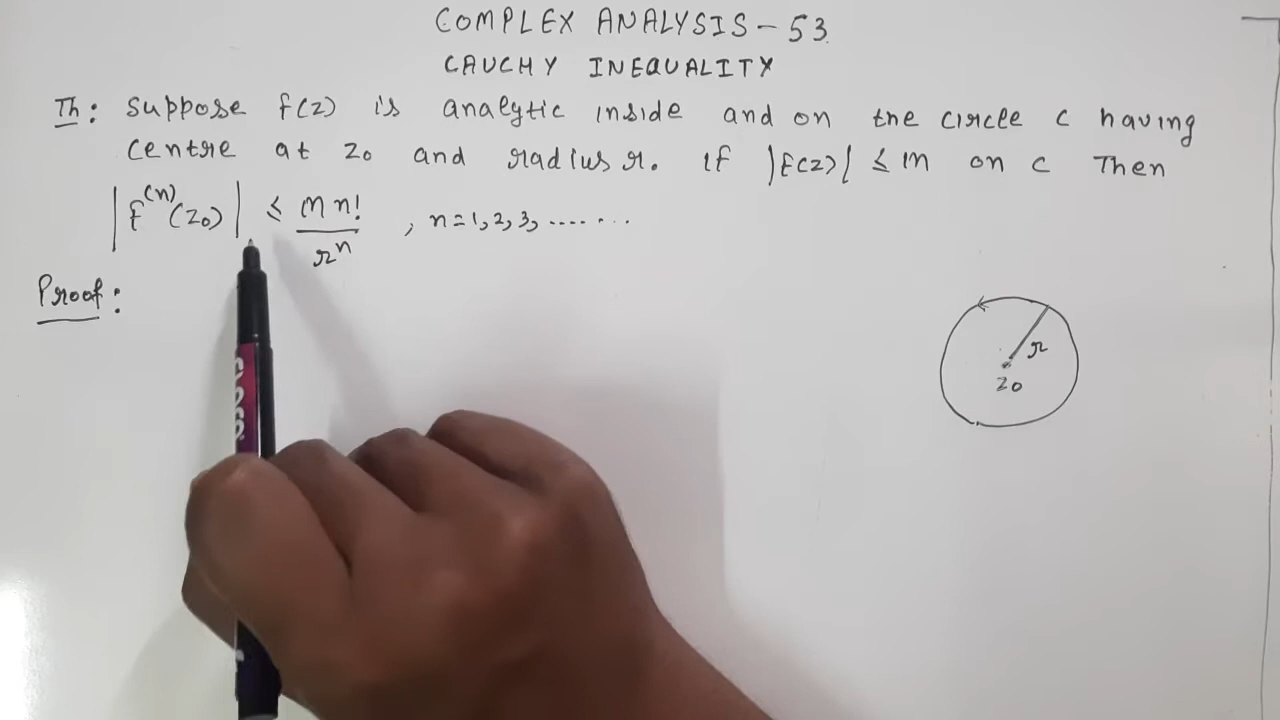 COMPLEX ANALYSIS - 53
CAUCHY INEQUALITY
Th: Suppose f(z) is analytic inside and on the circle c having
centre at z₀ and radius r. If |f(z)| ≤ M on c Then
|f⁽ⁿ⁾(z₀)| ≤ M n!/rⁿ , n = 1, 2, 3, .......
Proof:
r
z₀